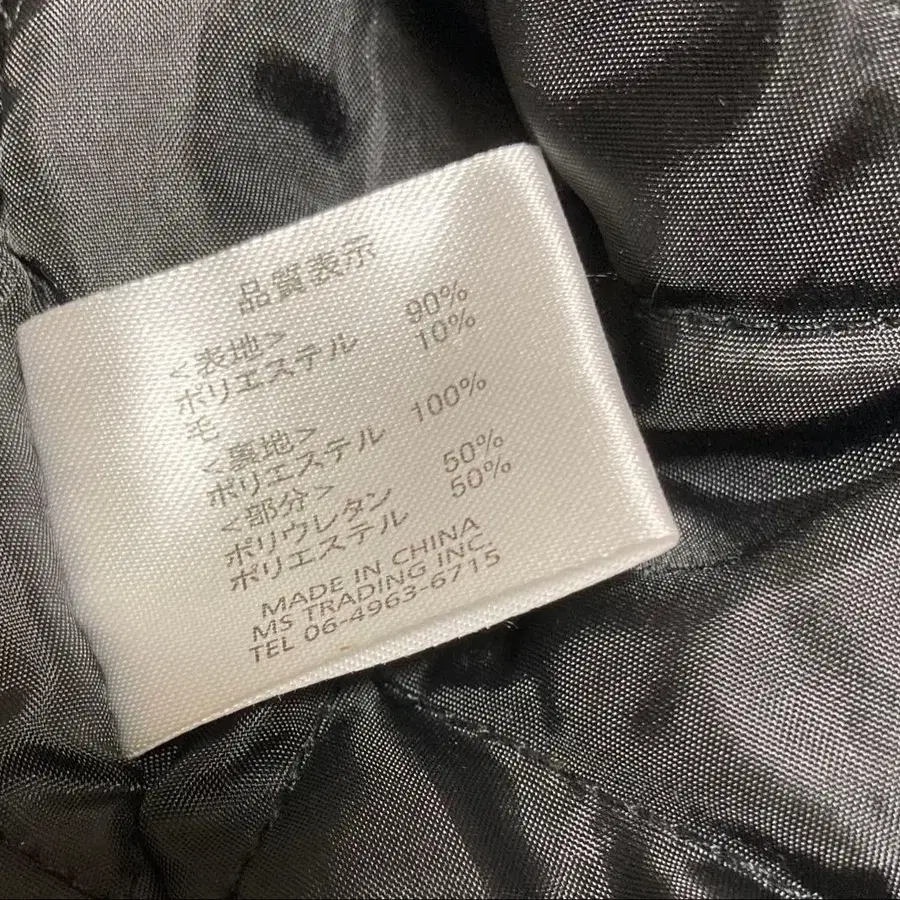 品質表示
<表地>
ポリエステル 90%
毛 10%
<裏地>
ポリエステル 100%
<部分>
ポリウレタン 50%
ポリエステル 50%
MADE IN CHINA
MS TRADING INC.
TEL 06-4963-6715